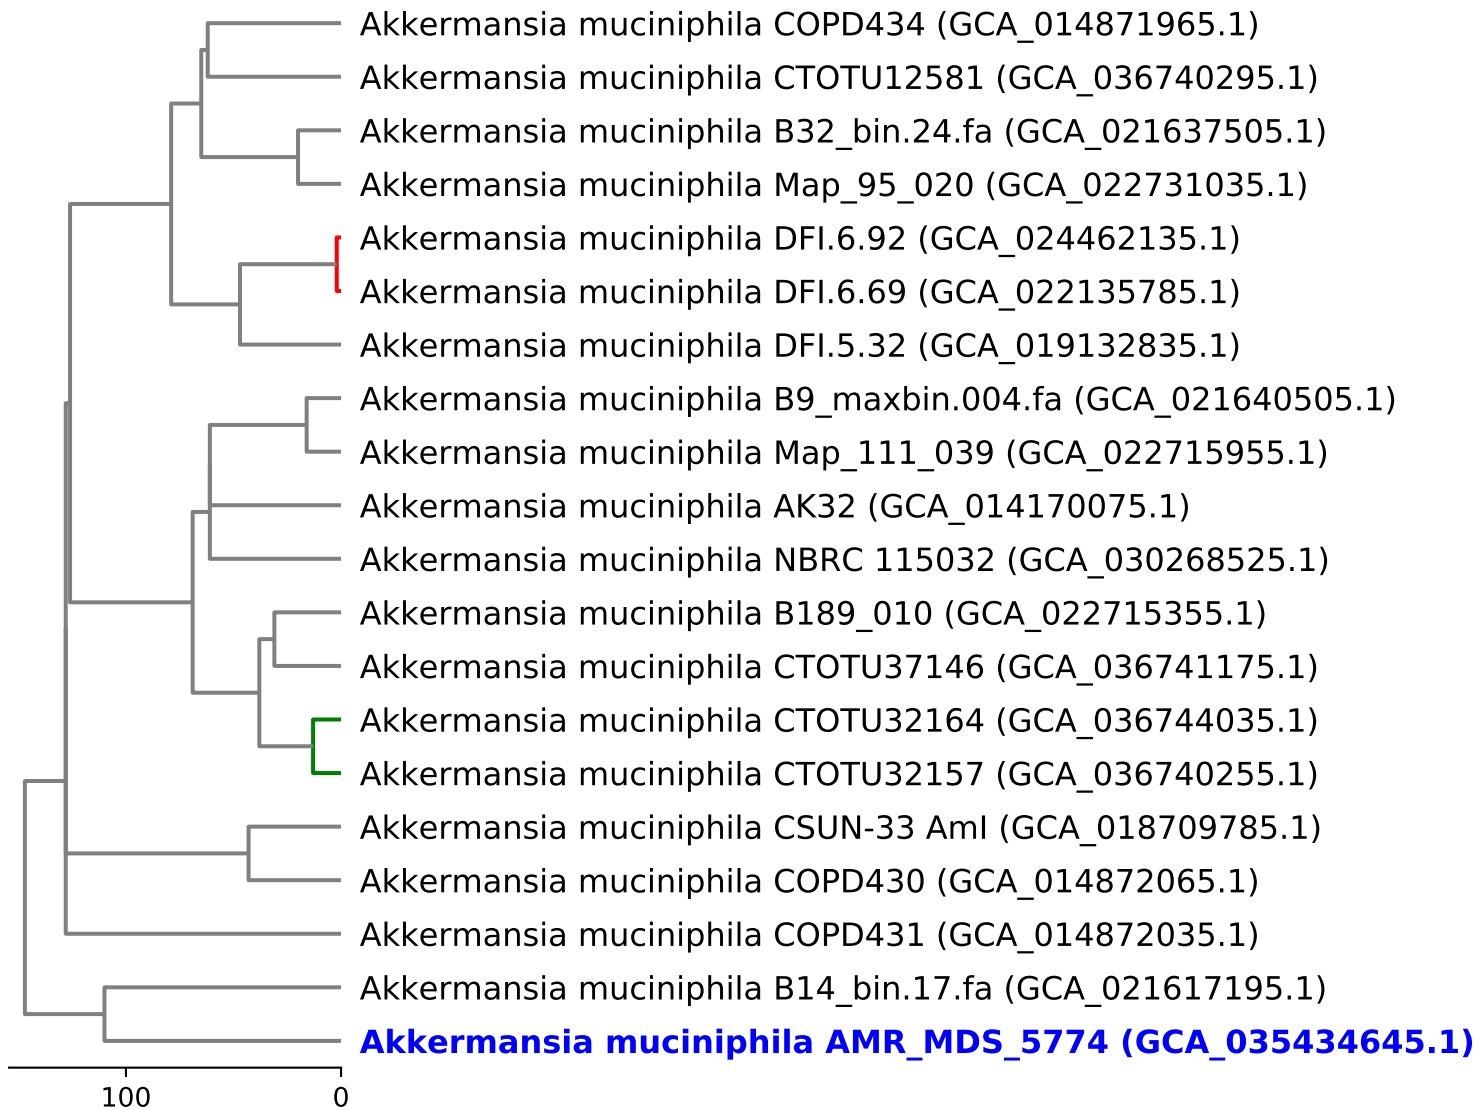 Akkermansia muciniphila COPD434 (GCA_014871965.1)
Akkermansia muciniphila CTOTU12581 (GCA_036740295.1)
Akkermansia muciniphila B32_bin.24.fa (GCA_021637505.1)
Akkermansia muciniphila Map_95_020 (GCA_022731035.1)
Akkermansia muciniphila DFI.6.92 (GCA_024462135.1)
Akkermansia muciniphila DFI.6.69 (GCA_022135785.1)
Akkermansia muciniphila DFI.5.32 (GCA_019132835.1)
Akkermansia muciniphila B9_maxbin.004.fa (GCA_021640505.1)
Akkermansia muciniphila Map_111_039 (GCA_022715955.1)
Akkermansia muciniphila AK32 (GCA_014170075.1)
Akkermansia muciniphila NBRC 115032 (GCA_030268525.1)
Akkermansia muciniphila B189_010 (GCA_022715355.1)
Akkermansia muciniphila CTOTU37146 (GCA_036741175.1)
Akkermansia muciniphila CTOTU32164 (GCA_036744035.1)
Akkermansia muciniphila CTOTU32157 (GCA_036740255.1)
Akkermansia muciniphila CSUN-33 AmI (GCA_018709785.1)
Akkermansia muciniphila COPD430 (GCA_014872065.1)
Akkermansia muciniphila COPD431 (GCA_014872035.1)
Akkermansia muciniphila B14_bin.17.fa (GCA_021617195.1)
Akkermansia muciniphila AMR_MDS_5774 (GCA_035434645.1)
100 0